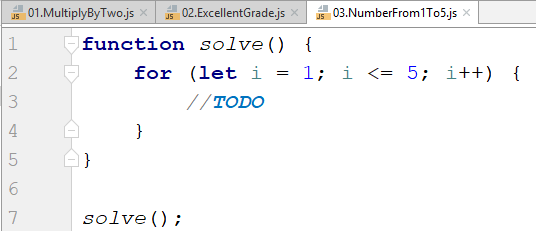 01.MultiplyByTwo.js 02.ExcellentGrade.js 03.NumberFrom1To5.js
1 function solve() {
2 for (let i = 1; i <= 5; i++) {
3 //TODO
4 }
5 }
6
7 solve();